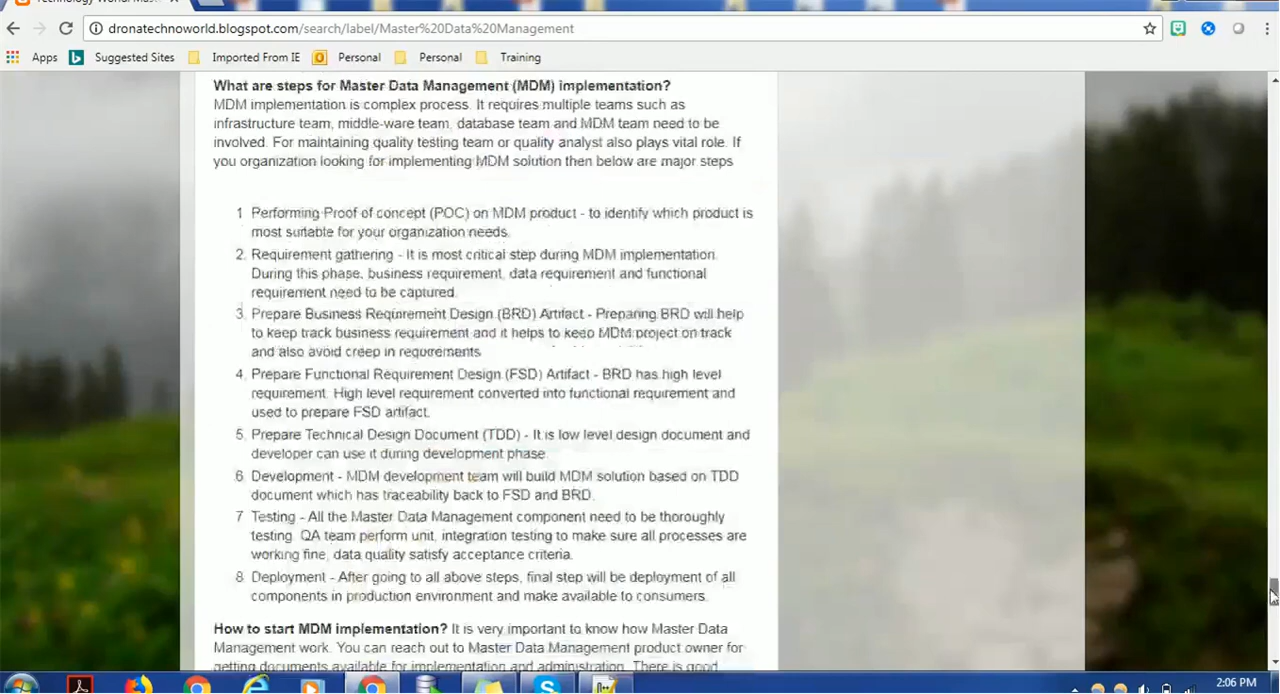 Technology World Mast
dronatechnoworld.blogspot.com/search/label/Master%20Data%20Management
Apps Suggested Sites Imported From IE Personal Personal Training
What are steps for Master Data Management (MDM) implementation?
MDM implementation is complex process. It requires multiple teams such as
infrastructure team, middle-ware team, database team and MDM team need to be
involved. For maintaining quality testing team or quality analyst also plays vital role. If
you organization looking for implementing MDM solution then below are major steps
1 Performing Proof of concept (POC) on MDM product - to identify which product is
most suitable for your organization needs.
2. Requirement gathering - It is most critical step during MDM implementation.
During this phase, business requirement, data requirement and functional
requirement need to be captured.
3. Prepare Business Requirement Design (BRD) Artifact - Preparing BRD will help
to keep track business requirement and it helps to keep MDM project on track
and also avoid creep in requirements
4. Prepare Functional Requirement Design (FSD) Artifact - BRD has high level
requirement. High level requirement converted into functional requirement and
used to prepare FSD artifact.
5. Prepare Technical Design Document (TDD) - It is low level design document and
developer can use it during development phase.
6 Development - MDM development team will build MDM solution based on TDD
document which has traceability back to FSD and BRD.
7 Testing - All the Master Data Management component need to be thoroughly
testing. QA team perform unit, integration testing to make sure all processes are
working fine, data quality satisfy acceptance criteria.
8 Deployment - After going to all above steps, final step will be deployment of all
components in production environment and make available to consumers.
How to start MDM implementation? It is very important to know how Master Data
Management work. You can reach out to Master Data Management product owner for
getting documents available for implementation and administration. There is good
2:06 PM